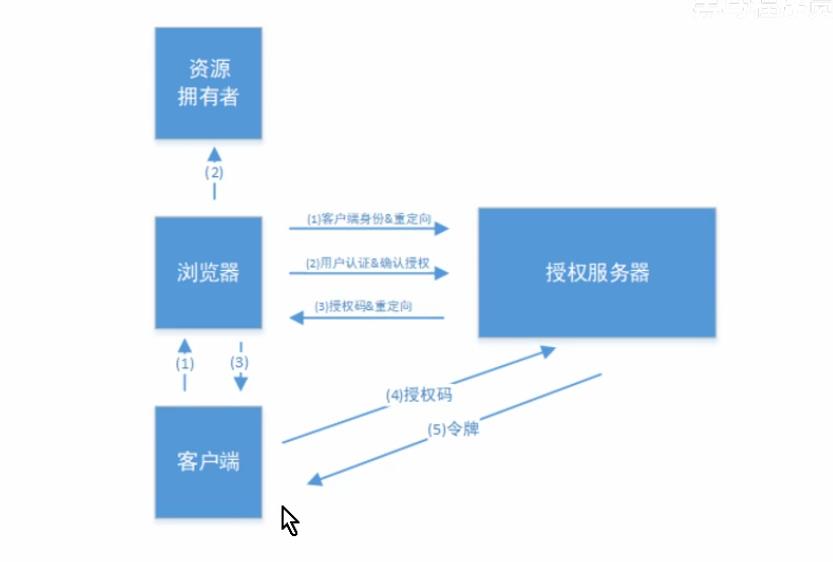 资源
拥有者
(2)
(1)客户端身份&重定向
浏览器
(2)用户认证&确认授权
授权服务器
(3)授权码&重定向
(1)
(3)
(4)授权码
(5)令牌
客户端